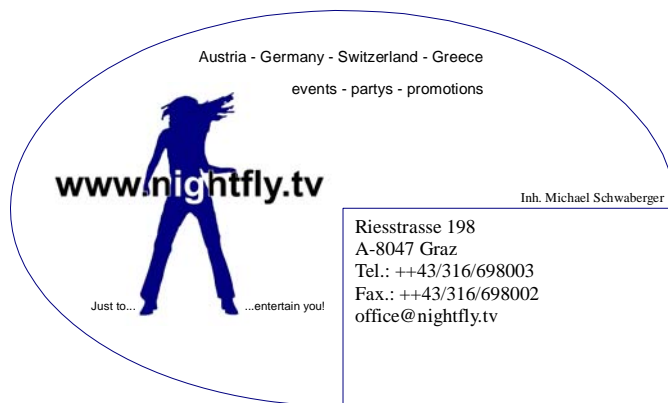 Austria - Germany - Switzerland - Greece
events - partys - promotions
www.nightfly.tv
Inh. Michael Schwaberger
Riesstrasse 198
A-8047 Graz
Tel.: ++43/316/698003
Fax.: ++43/316/698002
office@nightfly.tv
Just to... ...entertain you!